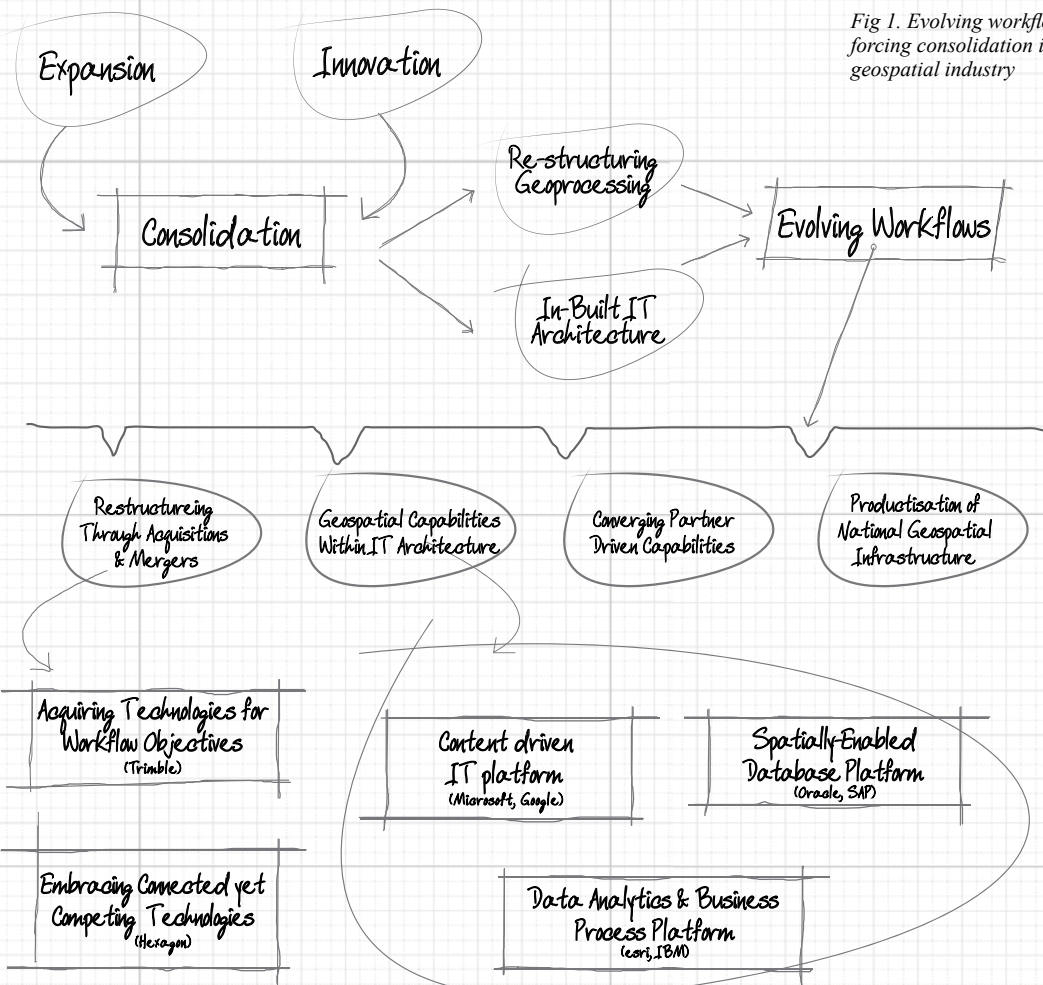 Fig 1. Evolving
forcing consolidation
geospatial industry
Expansion
Innovation
Re-structuring
Geoprocessing
Consolidation
Evolving Workflows
In-Built IT
Architecture
Restructureing
Through Acquisitions
& Mergers
Geospatial Capabilities
Within IT Architecture
Converging Partner
Driven Capabilities
Productisation of
National Geospatial
Infrastructure
Acquiring Technologies for
Workflow Objectives
(Trimble)
Content driven
IT platform
(Microsoft, Google)
Spatially-Enabled
Database Platform
(Oracle, SAP)
Embracing Connected yet
Competing Technologies
(Hexagon)
Data Analytics & Business
Process Platform
(esri, IBM)